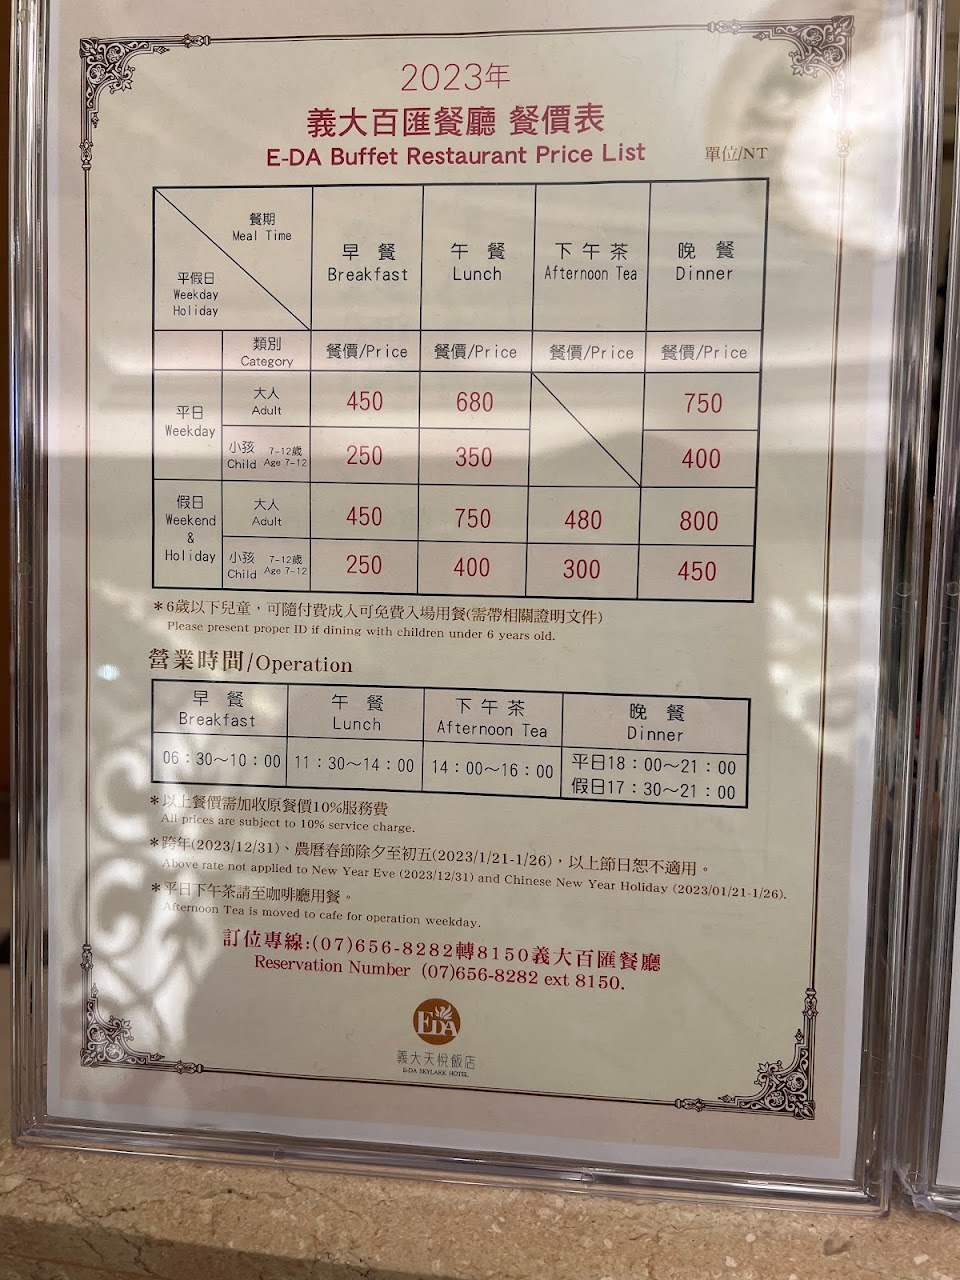 2023年
義大百匯餐廳 餐價表
E-DA Buffet Restaurant Price List
單位/NT
餐期
Meal Time
平假日
Weekday
Holiday
早 餐
Breakfast
午 餐
Lunch
下 午 茶
Afternoon Tea
晚 餐
Dinner
類別
Category
餐價/Price
餐價/Price
餐價/Price
餐價/Price
平日
Weekday
大人
Adult
450
680
750
小孩 7-12歲
Child Age 7-12
250
350
400
假日
Weekend
&
Holiday
大人
Adult
450
750
480
800
小孩 7-12歲
Child Age 7-12
250
400
300
450
*6歲以下兒童，可隨付費成人可免費入場用餐(需帶相關證明文件)
Please present proper ID if dining with children under 6 years old.
營業時間/Operation
早 餐
Breakfast
午 餐
Lunch
下 午 茶
Afternoon Tea
晚 餐
Dinner
06：30～10：00
11：30～14：00
14：00～16：00
平日18：00～21：00
假日17：30～21：00
*以上餐價需加收原餐價10%服務費
All prices are subject to 10% service charge.
*跨年(2023/12/31)、農曆春節除夕至初五(2023/1/21-1/26)，以上節日恕不適用。
Above rate not applied to New Year Eve (2023/12/31) and Chinese New Year Holiday (2023/01/21-1/26).
*平日下午茶請至咖啡廳用餐。
Afternoon Tea is moved to cafe for operation weekday.
訂位專線:(07)656-8282轉8150義大百匯餐廳
Reservation Number (07)656-8282 ext 8150.
EDA
義大天悅飯店
E-DA SKYLARK HOTEL